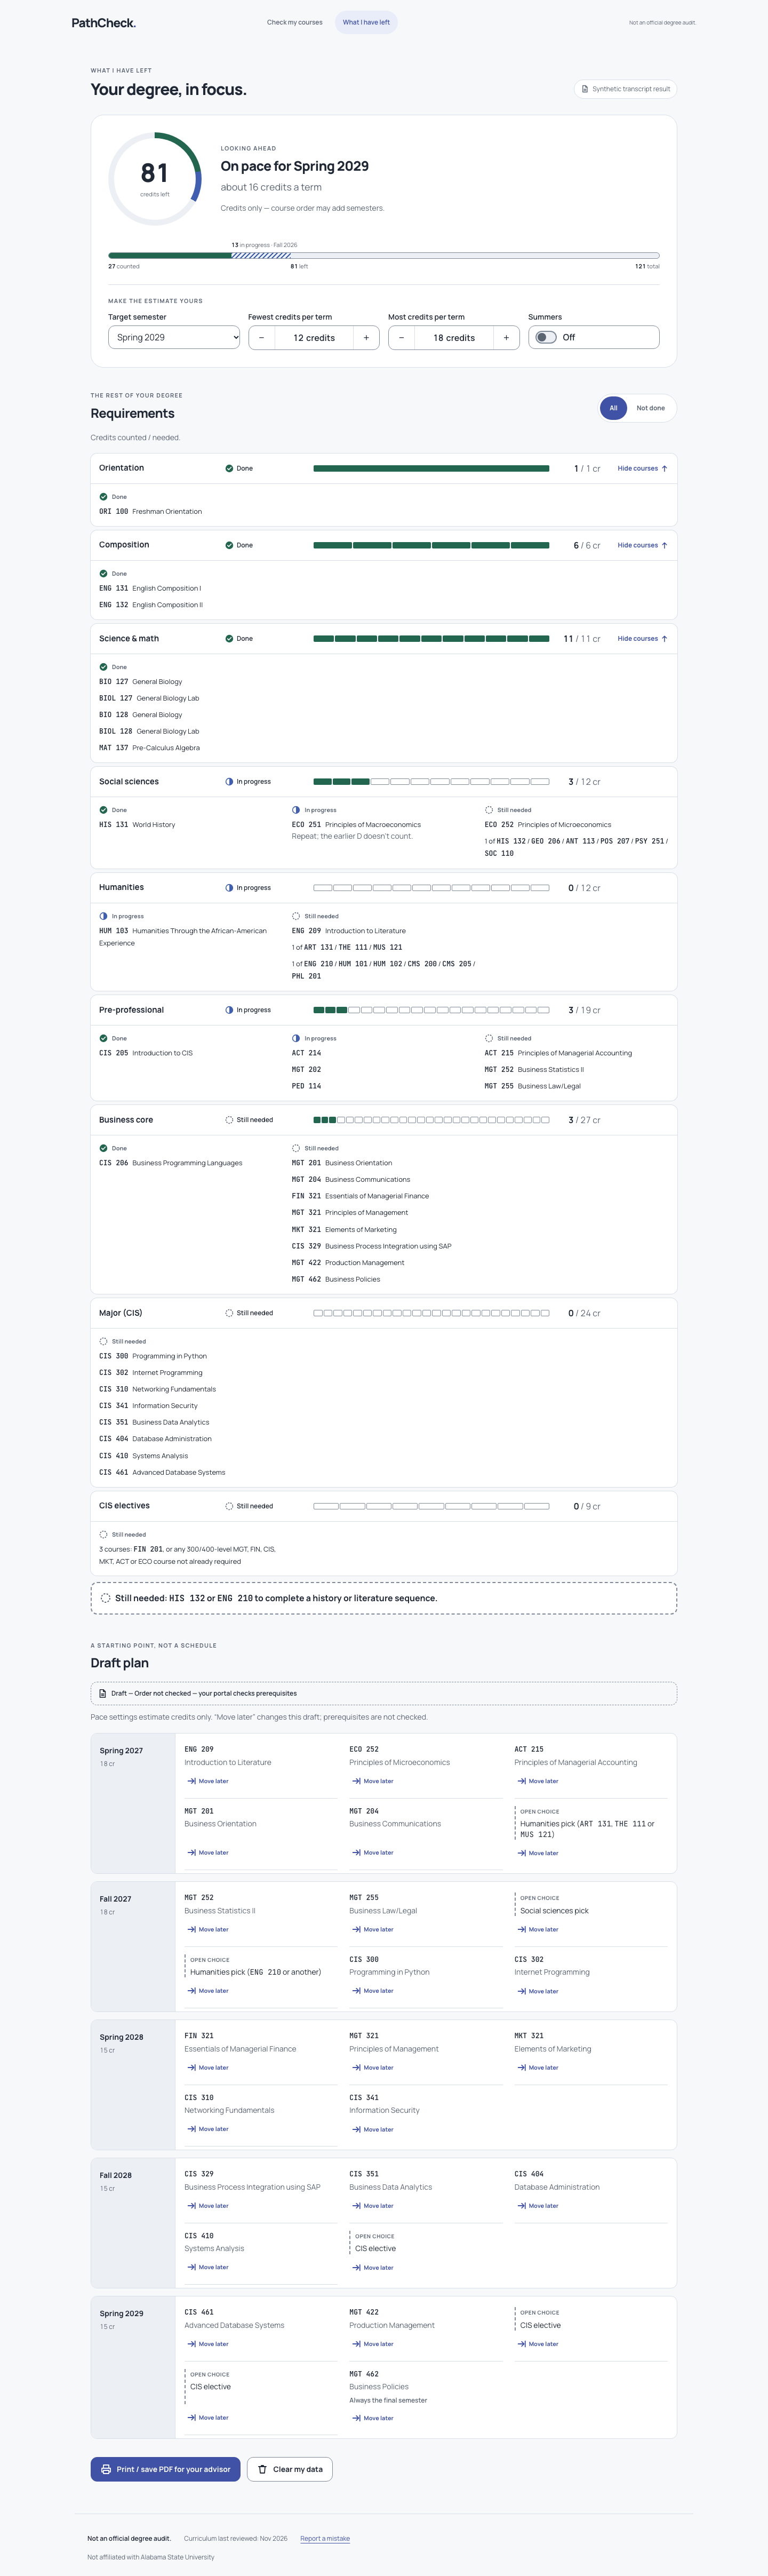 PathCheck.
Check my courses
What I have left
Not an official degree audit.
WHAT I HAVE LEFT
Your degree, in focus.
Synthetic transcript result
81
credits left
LOOKING AHEAD
On pace for Spring 2029
about 16 credits a term
Credits only — course order may add semesters.
13 in progress · Fall 2026
27 counted
81 left
121 total
MAKE THE ESTIMATE YOURS
Target semester
Fewest credits per term
Most credits per term
Summers
Spring 2029
− 12 credits +
− 18 credits +
Off
THE REST OF YOUR DEGREE
Requirements
All
Not done
Credits counted / needed.
Orientation
Done
1 / 1 cr
Hide courses ↑
Done
ORI 100 Freshman Orientation
Composition
Done
6 / 6 cr
Hide courses ↑
Done
ENG 131 English Composition I
ENG 132 English Composition II
Science & math
Done
11 / 11 cr
Hide courses ↑
Done
BIO 127 General Biology
BIOL 127 General Biology Lab
BIO 128 General Biology
BIOL 128 General Biology Lab
MAT 137 Pre-Calculus Algebra
Social sciences
In progress
3 / 12 cr
Done
HIS 131 World History
In progress
ECO 251 Principles of Macroeconomics
Repeat; the earlier D doesn't count.
Still needed
ECO 252 Principles of Microeconomics
1 of HIS 132 / GEO 206 / ANT 113 / POS 207 / PSY 251 /
SOC 110
Humanities
In progress
0 / 12 cr
In progress
HUM 103 Humanities Through the African-American
Experience
Still needed
ENG 209 Introduction to Literature
1 of ART 131 / THE 111 / MUS 121
1 of ENG 210 / HUM 101 / HUM 102 / CMS 200 / CMS 205 /
PHL 201
Pre-professional
In progress
3 / 19 cr
Done
CIS 205 Introduction to CIS
In progress
ACT 214
MGT 202
PED 114
Still needed
ACT 215 Principles of Managerial Accounting
MGT 252 Business Statistics II
MGT 255 Business Law/Legal
Business core
Still needed
3 / 27 cr
Done
CIS 206 Business Programming Languages
Still needed
MGT 201 Business Orientation
MGT 204 Business Communications
FIN 321 Essentials of Managerial Finance
MGT 321 Principles of Management
MKT 321 Elements of Marketing
CIS 329 Business Process Integration using SAP
MGT 422 Production Management
MGT 462 Business Policies
Major (CIS)
Still needed
0 / 24 cr
Still needed
CIS 300 Programming in Python
CIS 302 Internet Programming
CIS 310 Networking Fundamentals
CIS 341 Information Security
CIS 351 Business Data Analytics
CIS 404 Database Administration
CIS 410 Systems Analysis
CIS 461 Advanced Database Systems
CIS electives
Still needed
0 / 9 cr
Still needed
3 courses: FIN 201, or any 300/400-level MGT, FIN, CIS,
MKT, ACT or ECO course not already required
Still needed: HIS 132 or ENG 210 to complete a history or literature sequence.
A STARTING POINT, NOT A SCHEDULE
Draft plan
Draft — Order not checked — your portal checks prerequisites
Pace settings estimate credits only. “Move later” changes this draft; prerequisites are not checked.
Spring 2027
18 cr
ENG 209
Introduction to Literature
Move later
ECO 252
Principles of Microeconomics
Move later
ACT 215
Principles of Managerial Accounting
Move later
MGT 201
Business Orientation
Move later
MGT 204
Business Communications
Move later
OPEN CHOICE
Humanities pick (ART 131, THE 111 or
MUS 121)
Move later
Fall 2027
18 cr
MGT 252
Business Statistics II
Move later
MGT 255
Business Law/Legal
Move later
OPEN CHOICE
Social sciences pick
Move later
OPEN CHOICE
Humanities pick (ENG 210 or another)
Move later
CIS 300
Programming in Python
Move later
CIS 302
Internet Programming
Move later
Spring 2028
15 cr
FIN 321
Essentials of Managerial Finance
Move later
MGT 321
Principles of Management
Move later
MKT 321
Elements of Marketing
Move later
CIS 310
Networking Fundamentals
Move later
CIS 341
Information Security
Move later
Fall 2028
15 cr
CIS 329
Business Process Integration using SAP
Move later
CIS 351
Business Data Analytics
Move later
CIS 404
Database Administration
Move later
CIS 410
Systems Analysis
Move later
OPEN CHOICE
CIS elective
Move later
Spring 2029
15 cr
CIS 461
Advanced Database Systems
Move later
MGT 422
Production Management
Move later
OPEN CHOICE
CIS elective
Move later
OPEN CHOICE
CIS elective
Move later
MGT 462
Business Policies
Always the final semester
Move later
Print / save PDF for your advisor
Clear my data
Not an official degree audit.
Curriculum last reviewed: Nov 2026
Report a mistake
Not affiliated with Alabama State University